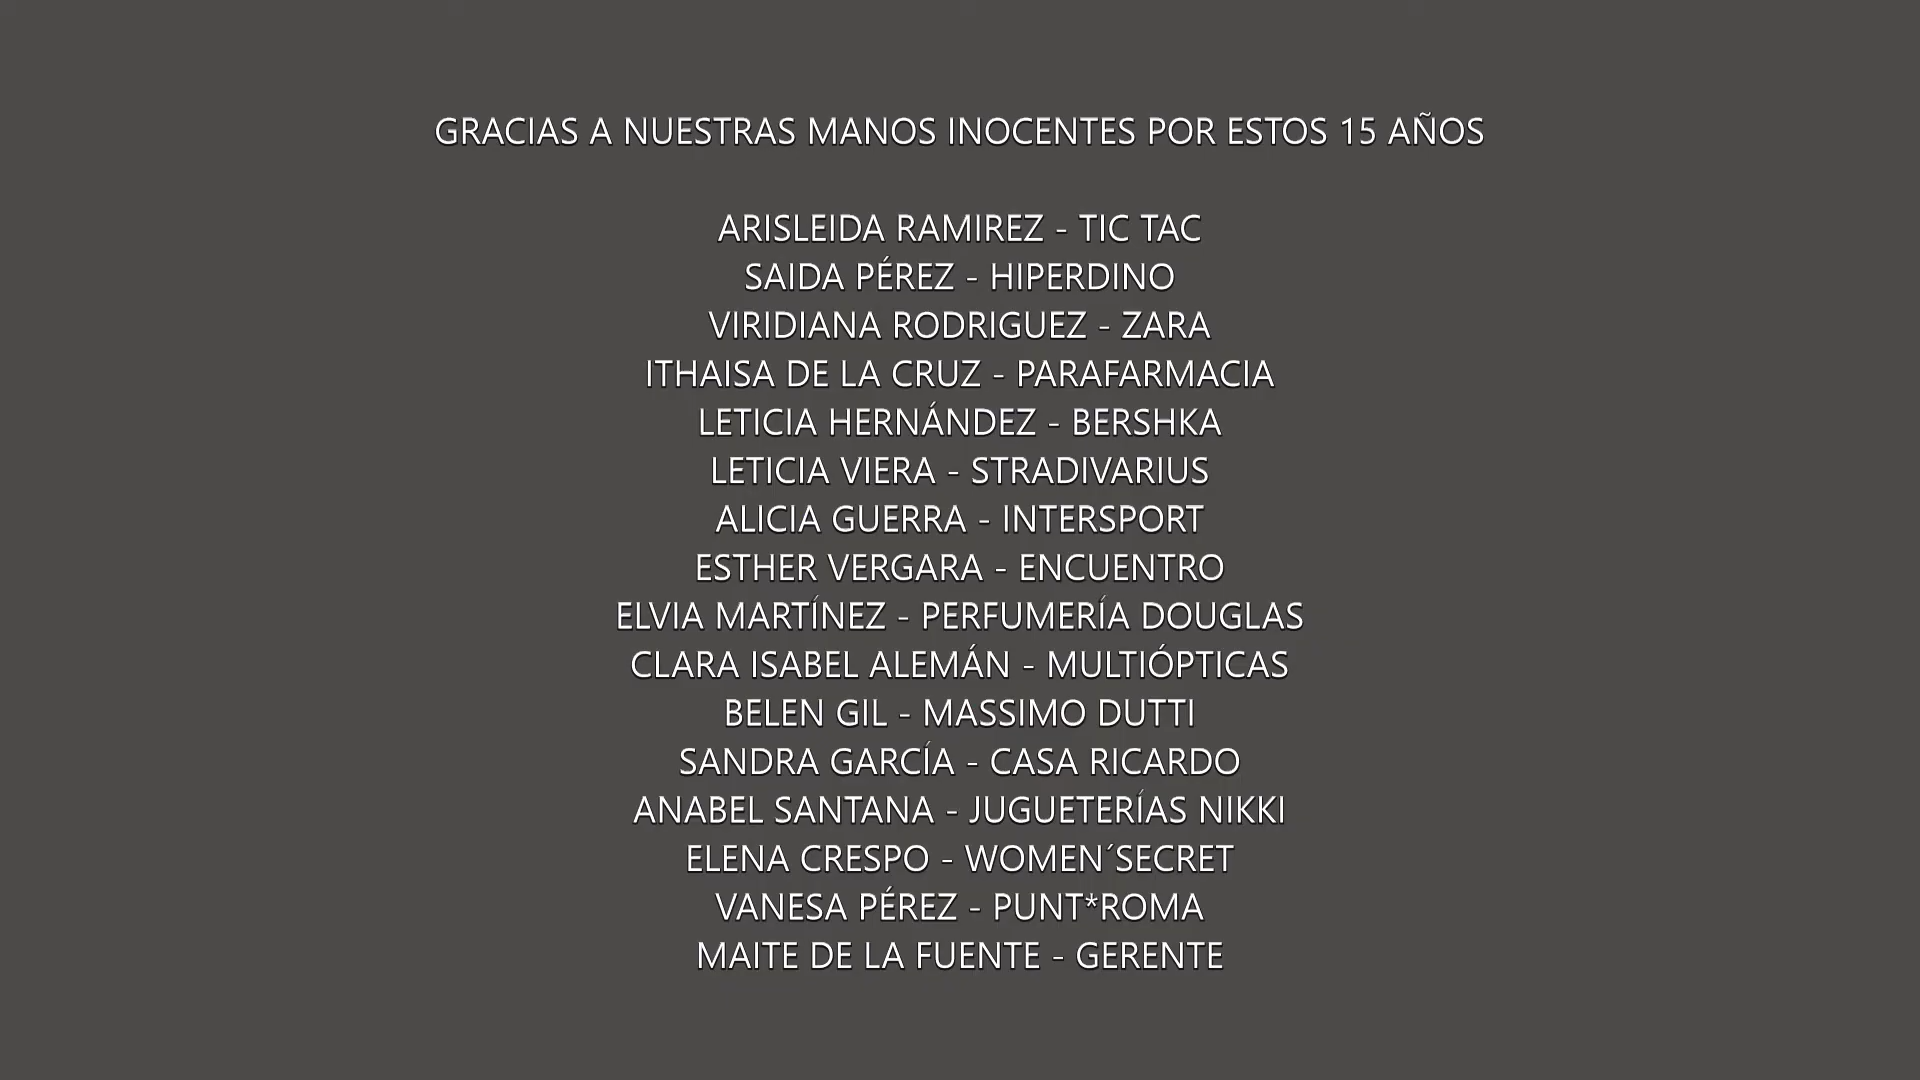 GRACIAS A NUESTRAS MANOS INOCENTES POR ESTOS 15 AÑOS
ARISLEIDA RAMIREZ - TIC TAC
SAIDA PÉREZ - HIPERDINO
VIRIDIANA RODRIGUEZ - ZARA
ITHAISA DE LA CRUZ - PARAFARMACIA
LETICIA HERNÁNDEZ - BERSHKA
LETICIA VIERA - STRADIVARIUS
ALICIA GUERRA - INTERSPORT
ESTHER VERGARA - ENCUENTRO
ELVIA MARTÍNEZ - PERFUMERÍA DOUGLAS
CLARA ISABEL ALEMÁN - MULTIÓPTICAS
BELEN GIL - MASSIMO DUTTI
SANDRA GARCÍA - CASA RICARDO
ANABEL SANTANA - JUGUETERÍAS NIKKI
ELENA CRESPO - WOMEN´SECRET
VANESA PÉREZ - PUNT*ROMA
MAITE DE LA FUENTE - GERENTE